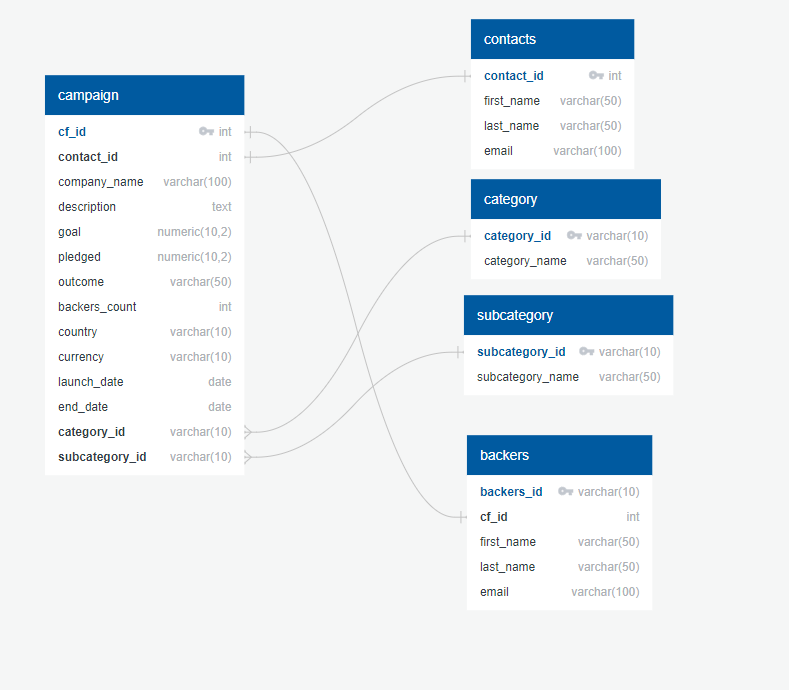 campaign
cf_id int
contact_id int
company_name varchar(100)
description text
goal numeric(10,2)
pledged numeric(10,2)
outcome varchar(50)
backers_count int
country varchar(10)
currency varchar(10)
launch_date date
end_date date
category_id varchar(10)
subcategory_id varchar(10)
contacts
contact_id int
first_name varchar(50)
last_name varchar(50)
email varchar(100)
category
category_id varchar(10)
category_name varchar(50)
subcategory
subcategory_id varchar(10)
subcategory_name varchar(50)
backers
backers_id varchar(10)
cf_id int
first_name varchar(50)
last_name varchar(50)
email varchar(100)